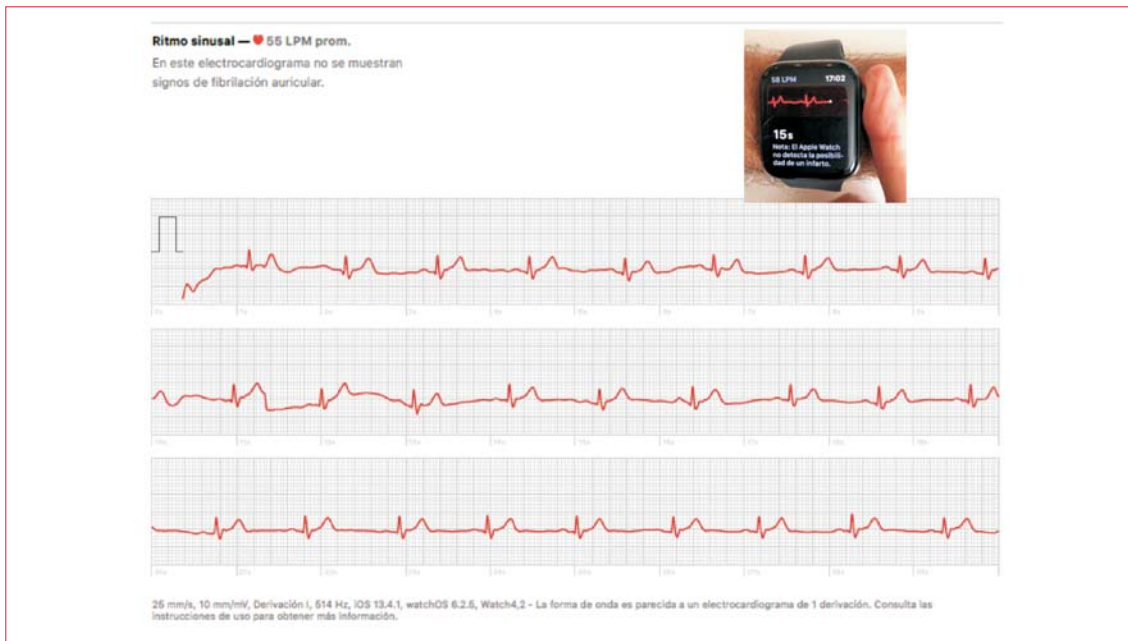 Ritmo sinusal — ❤ 55 LPM prom.
En este electrocardiograma no se muestran
signos de fibrilación auricular.
58 LPM 17:02
15s
Nota: El Apple Watch
no detecta la posibili-
dad de un infarto.
25 mm/s, 10 mm/mV, Derivación I, 514 Hz, iOS 13.4.1, watchOS 6.2.5, Watch4,2 - La forma de onda es parecida a un electrocardiograma de 1 derivación. Consulta las
instrucciones de uso para obtener más información.